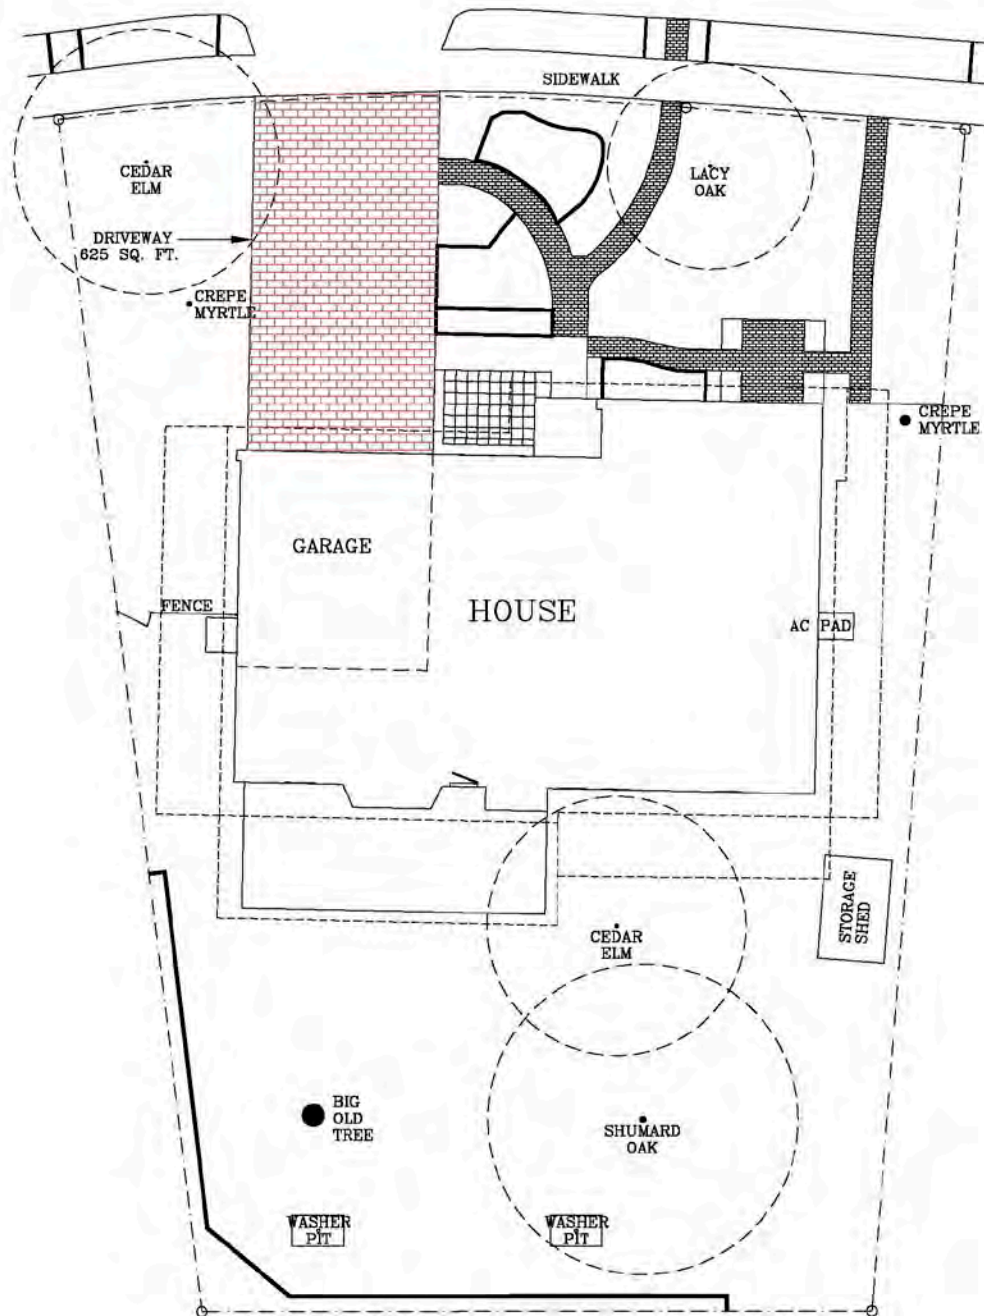 SIDEWALK
CEDAR
ELM
LACY
OAK
DRIVEWAY
625 SQ. FT.
CREPE
MYRTLE
CREPE
MYRTLE
GARAGE
HOUSE
FENCE
AC PAD
STORAGE
SHED
CEDAR
ELM
BIG
OLD
TREE
SHUMARD
OAK
WASHER
PIT
WASHER
PIT